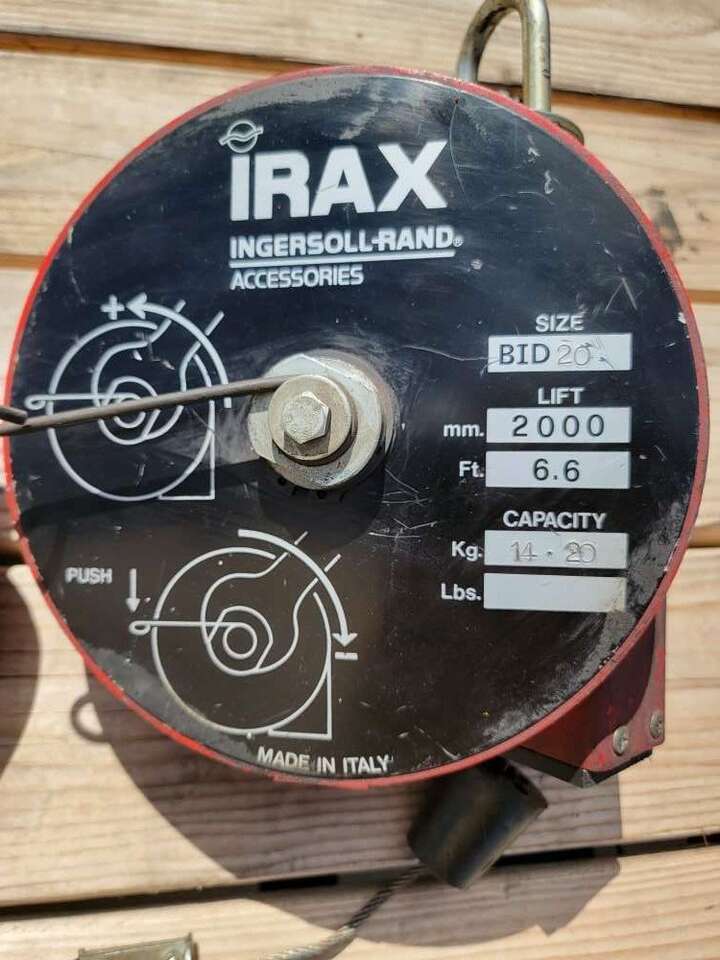 IRAX
INGERSOLL-RAND®
ACCESSORIES
+
SIZE
BID 20
LIFT
mm. 2000
Ft. 6.6
CAPACITY
Kg. 14 - 20
Lbs.
PUSH
-
MADE IN ITALY